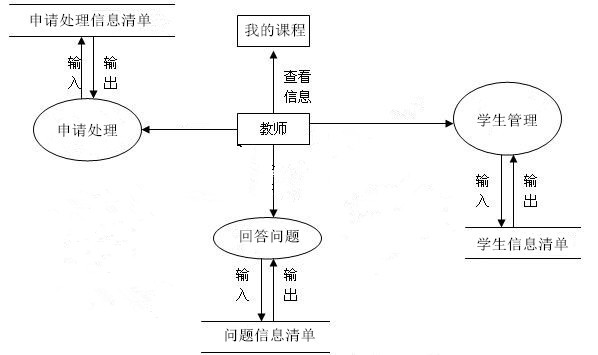 申请处理信息清单
我的课程
输入
输出
查看
信息
申请处理
教师
学生管理
输入
输出
回答问题
学生信息清单
输入
输出
问题信息清单